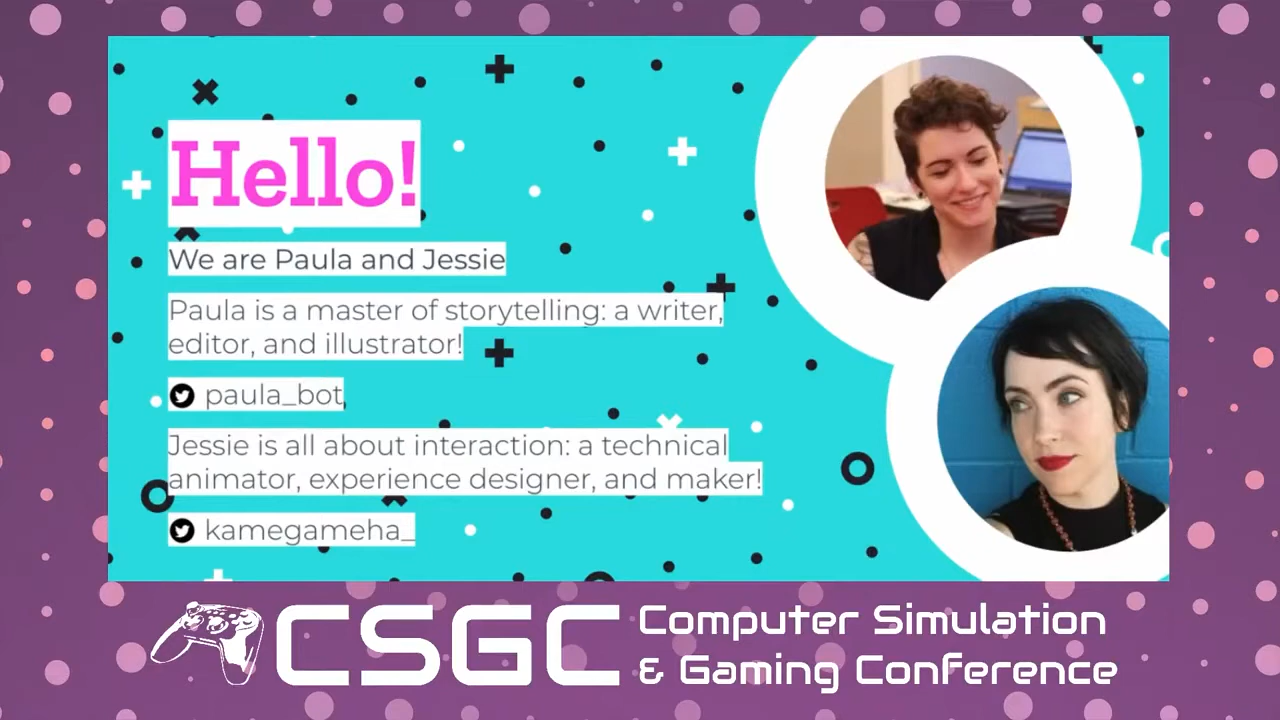 Hello!
We are Paula and Jessie
Paula is a master of storytelling: a writer,
editor, and illustrator!
paula_bot
Jessie is all about interaction: a technical
animator, experience designer, and maker!
kamegameha_
CSGC
Computer Simulation
& Gaming Conference